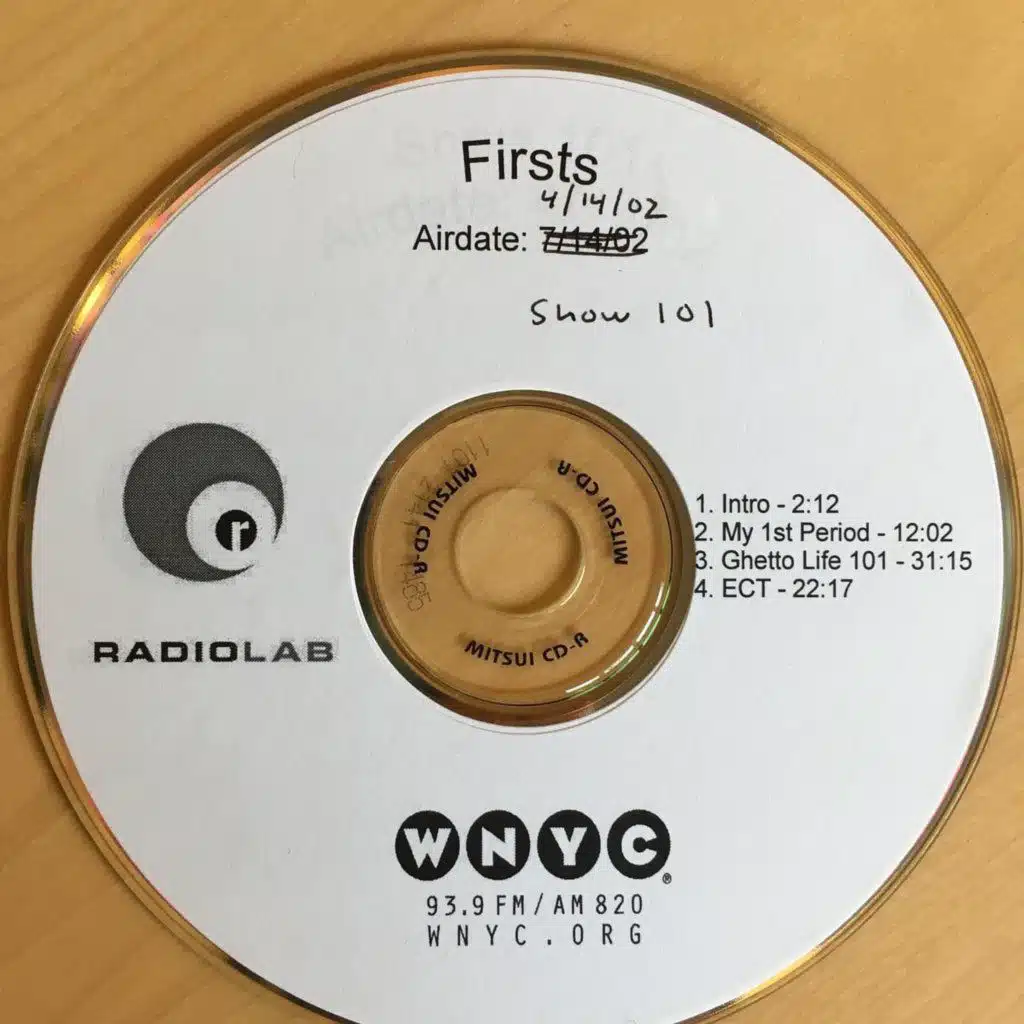 Firsts
4/14/02
Airdate: 7/14/02
Show 101
r
RADIOLAB
MITSUI CD-R
MITSUI CD-R
MITSUI CD-R
1. Intro - 2:12
2. My 1st Period - 12:02
3. Ghetto Life 101 - 31:15
4. ECT - 22:17
WNYC®
93.9 FM/AM 820
WNYC.ORG